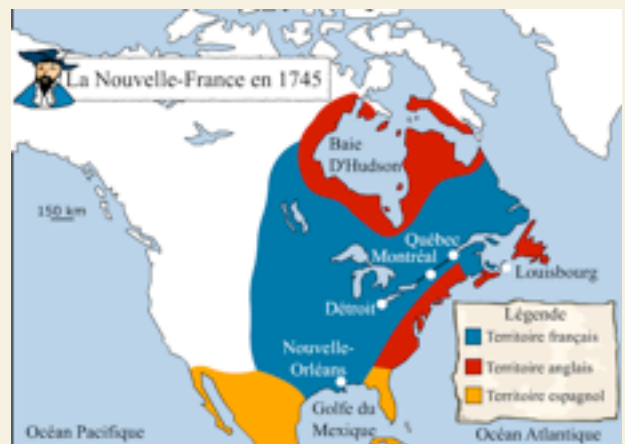 La Nouvelle-France en 1745
Baie
D'Hudson
150 km
Québec
Montréal
Louisbourg
Détroit
Nouvelle-
Orléans
Golfe du
Mexique
Océan Pacifique
Océan Atlantique
Légende
Territoire français
Territoire anglais
Territoire espagnol